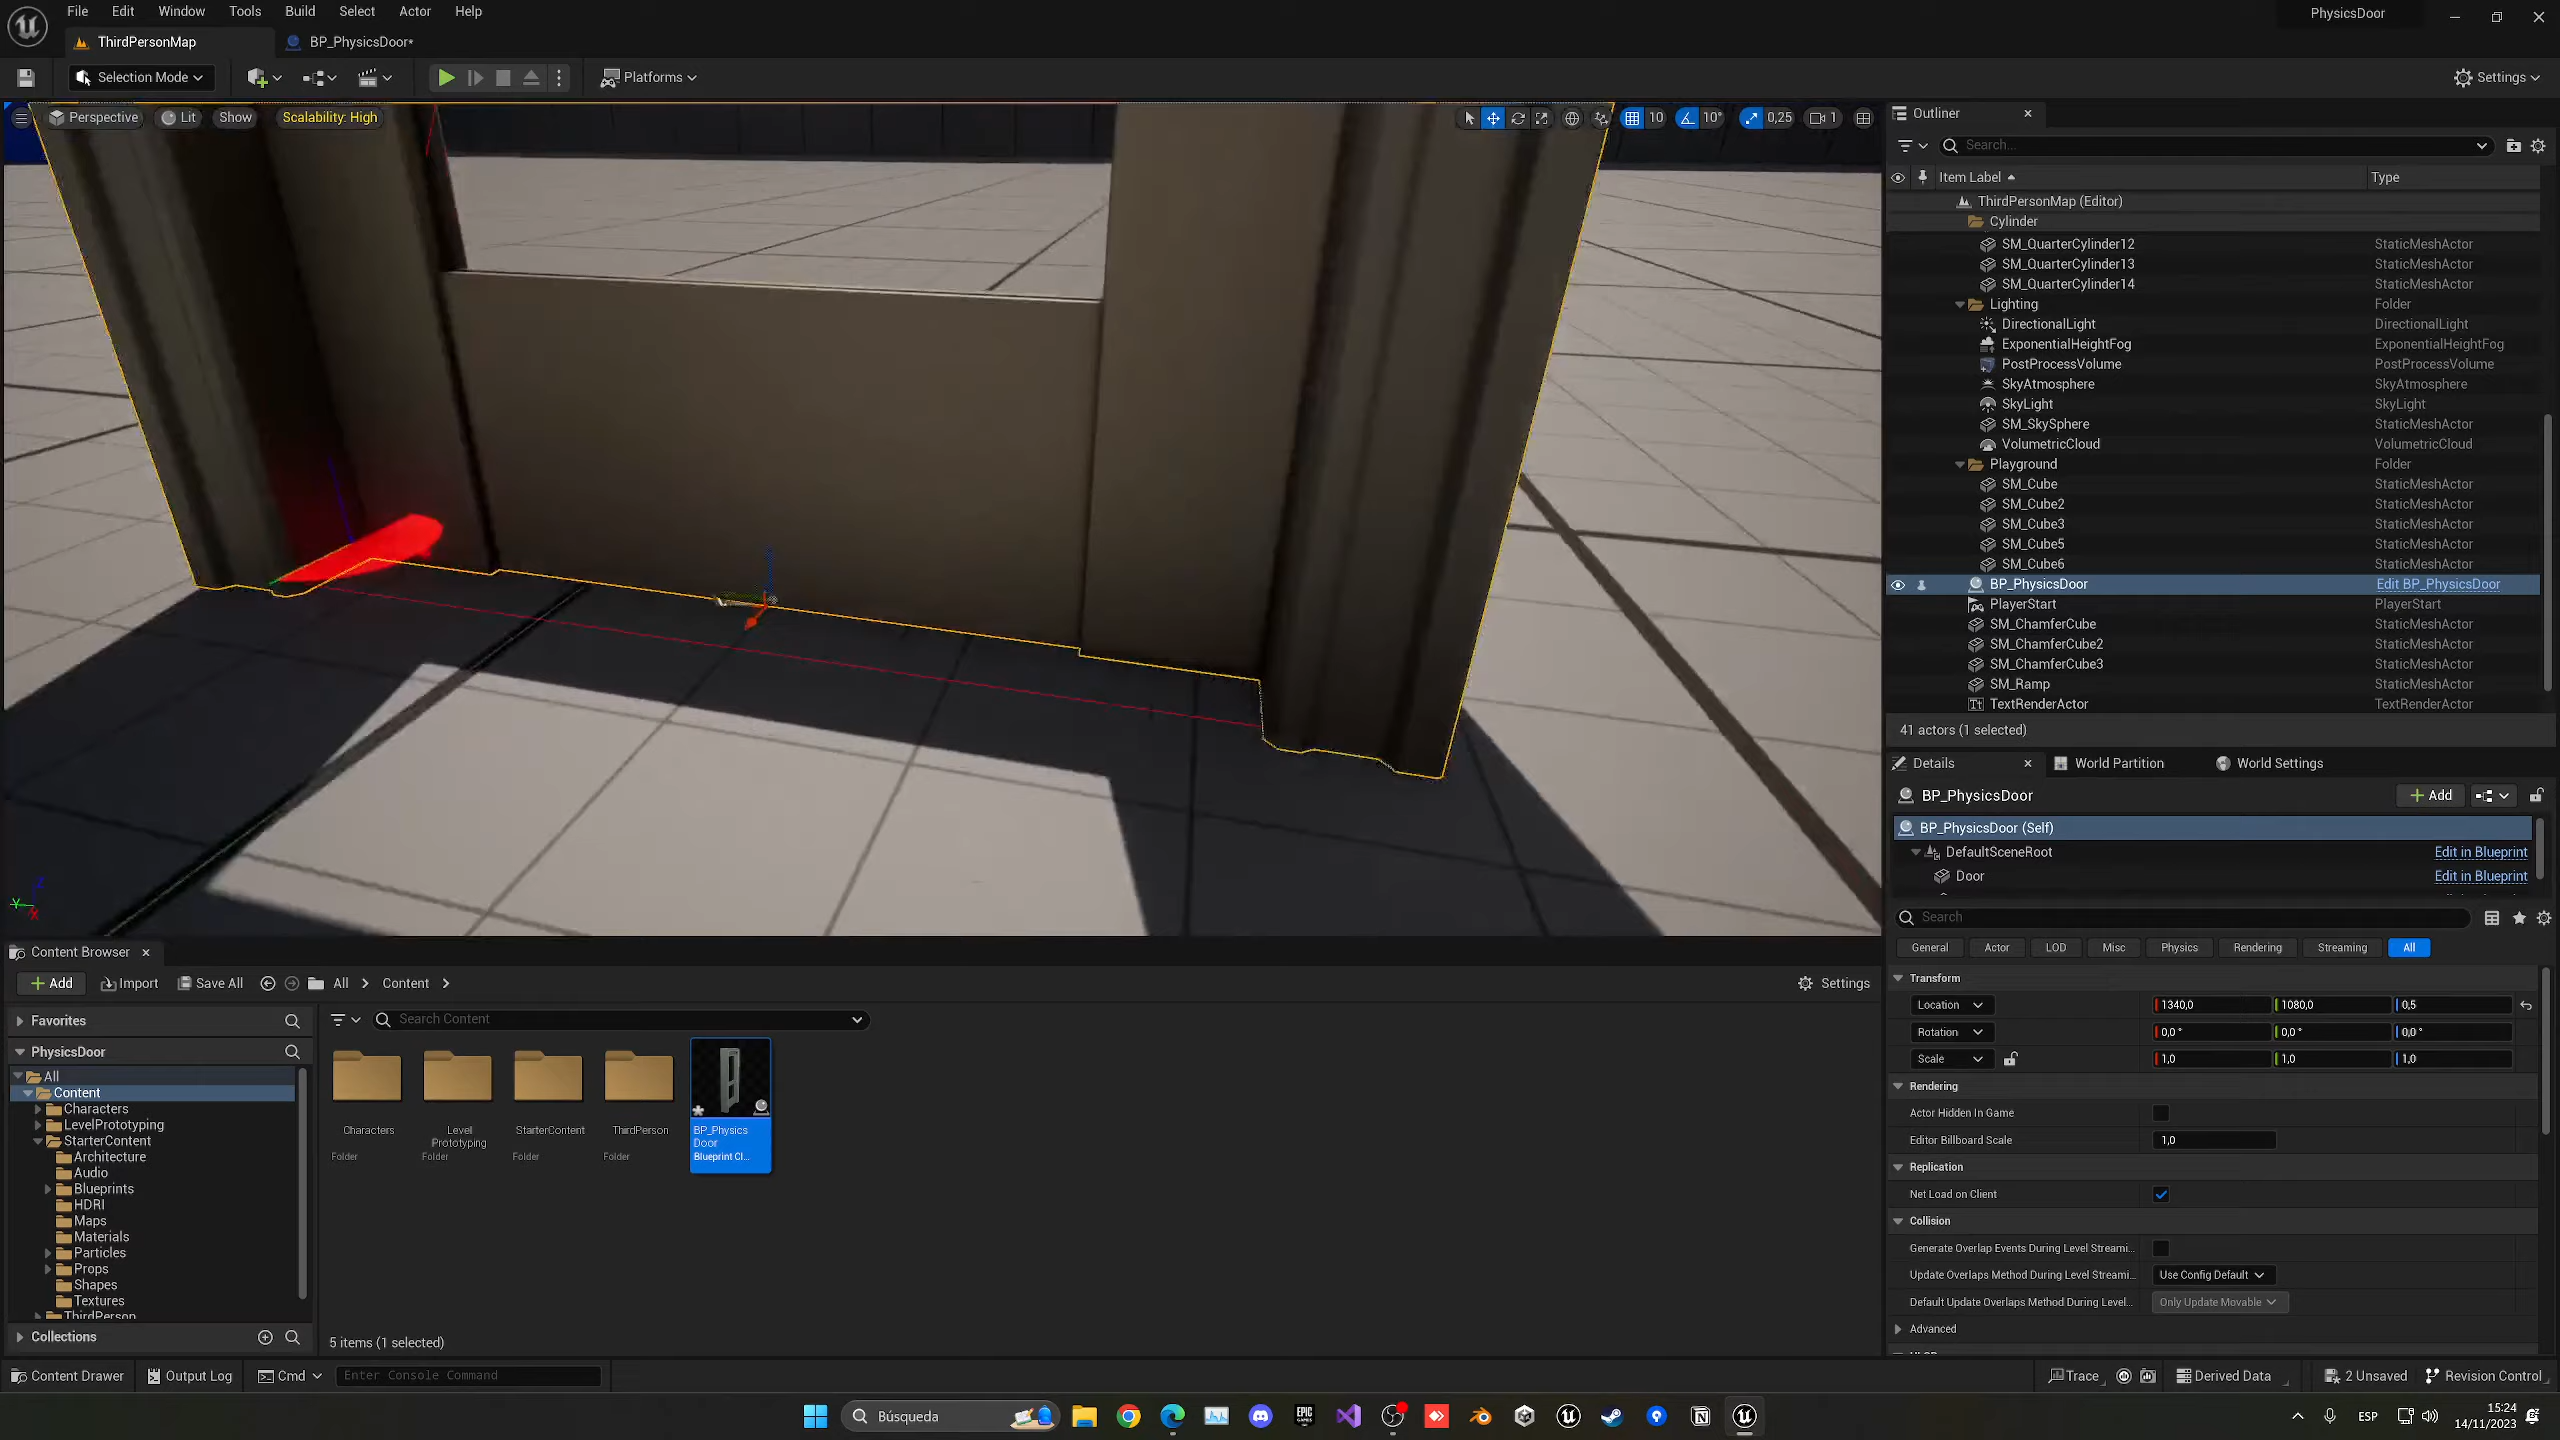 File Edit Window Tools Build Select Actor Help
PhysicsDoor
ThirdPersonMap
BP_PhysicsDoor*
Selection Mode
Platforms
Settings
Perspective Lit Show Scalability: High
10 10° 0,25 1
Outliner
Search...
Item Label Type
ThirdPersonMap (Editor)
Cylinder
SM_QuarterCylinder12 StaticMeshActor
SM_QuarterCylinder13 StaticMeshActor
SM_QuarterCylinder14 StaticMeshActor
Lighting Folder
DirectionalLight DirectionalLight
ExponentialHeightFog ExponentialHeightFog
PostProcessVolume PostProcessVolume
SkyAtmosphere SkyAtmosphere
SkyLight SkyLight
SM_SkySphere StaticMeshActor
VolumetricCloud VolumetricCloud
Playground Folder
SM_Cube StaticMeshActor
SM_Cube2 StaticMeshActor
SM_Cube3 StaticMeshActor
SM_Cube5 StaticMeshActor
SM_Cube6 StaticMeshActor
BP_PhysicsDoor Edit BP_PhysicsDoor
PlayerStart PlayerStart
SM_ChamferCube StaticMeshActor
SM_ChamferCube2 StaticMeshActor
SM_ChamferCube3 StaticMeshActor
SM_Ramp StaticMeshActor
TextRenderActor TextRenderActor
41 actors (1 selected)
Details World Partition World Settings
BP_PhysicsDoor
Add
BP_PhysicsDoor (Self)
DefaultSceneRoot Edit in Blueprint
Door Edit in Blueprint
Search
General Actor LOD Misc Physics Rendering Streaming All
Transform
Location 1340,0 1080,0 0,5
Rotation 0,0 ° 0,0 ° 0,0 °
Scale 1,0 1,0 1,0
Rendering
Actor Hidden In Game
Editor Billboard Scale 1,0
Replication
Net Load on Client
Collision
Generate Overlap Events During Level Streami...
Update Overlaps Method During Level Streami... Use Config Default
Default Update Overlaps Method During Level... Only Update Movable
Advanced
Content Browser
Add Import Save All All Content Settings
Favorites
Search Content
PhysicsDoor
All
Content
Characters
LevelPrototyping
StarterContent
Architecture
Audio
Blueprints
HDRI
Maps
Materials
Particles
Props
Shapes
Textures
ThirdPerson
Collections
Characters
Folder
Level Prototyping
Folder
StarterContent
Folder
ThirdPerson
Folder
BP_Physics
Door
Blueprint Cl...
5 items (1 selected)
Content Drawer Output Log Cmd Enter Console Command
Trace Derived Data 2 Unsaved Revision Control
Búsqueda
EPIC GAMES
ESP
15:24
14/11/2023